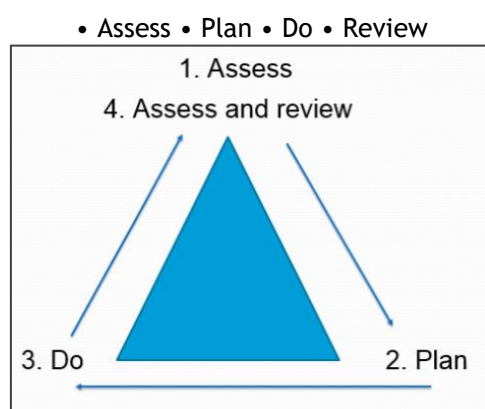 • Assess • Plan • Do • Review
1. Assess
4. Assess and review
3. Do
2. Plan